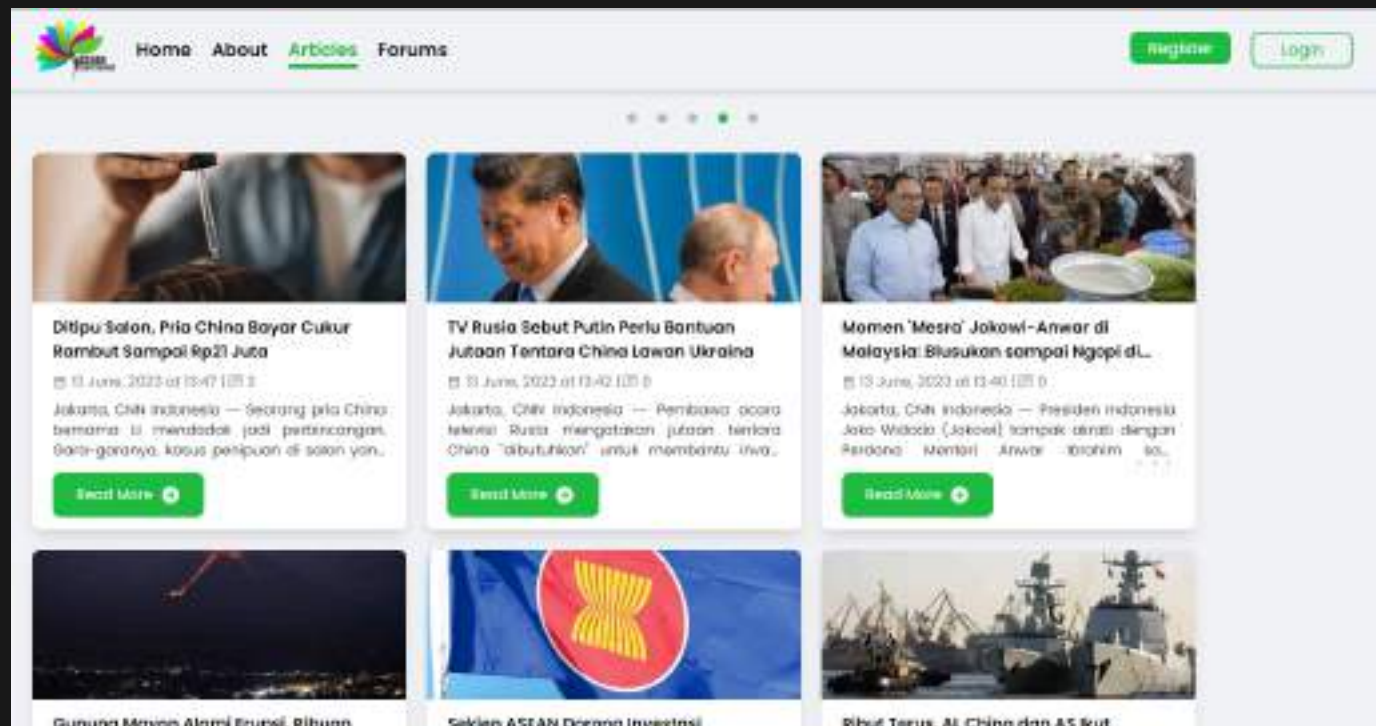 Home About Articles Forums
Register Login
Ditipu Salon, Pria China Bayar Cukur
Rambut Sampai Rp21 Juta
13 June, 2023 at 13:47 |
Jakarta, CNN Indonesia — Seorang pria China
bernama Li mendadak jadi perbincangan.
Gara-garanya, kasus penipuan di salon yan...
Read More
TV Rusia Sebut Putin Perlu Bantuan
Jutaan Tentara China Lawan Ukraina
13 June, 2023 at 13:42 | 0
Jakarta, CNN Indonesia — Pembawa acara
televisi Rusia mengatakan jutaan tentara
China "dibutuhkan" untuk membantu inva...
Read More
Momen 'Mesra' Jokowi-Anwar di
Malaysia: Blusukan sampai Ngopi di...
13 June, 2023 at 13:40 | 0
Jakarta, CNN Indonesia — Presiden Indonesia
Joko Widodo (Jokowi) tampak akrab dengan
Perdana Menteri Anwar Ibrahim sa...
Read More
Gunung Mayon Alami Erupsi, Ribuan
Sekjen ASEAN Dorong Investasi
Ribut Terus, AL China dan AS Ikut